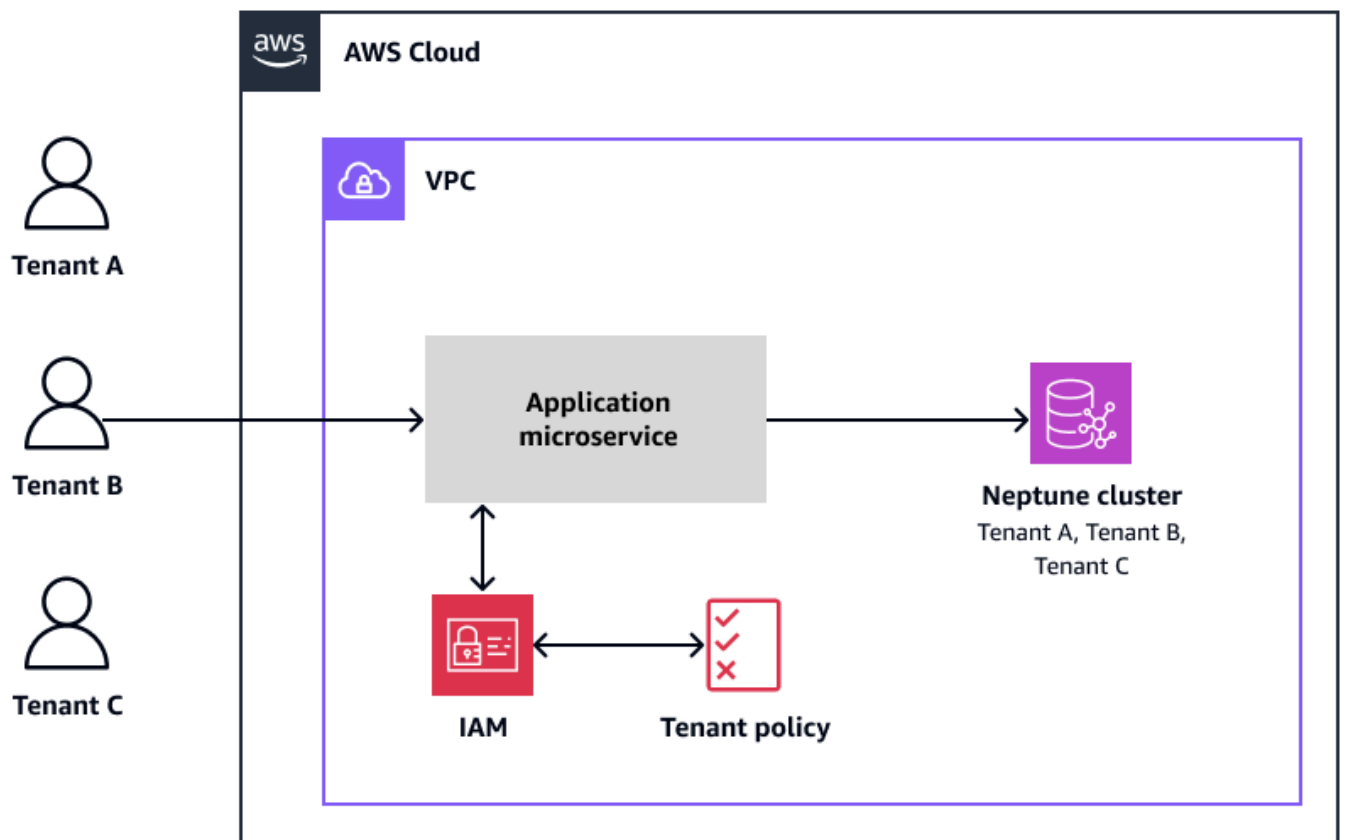 aws
AWS Cloud
VPC
Tenant A
Application
microservice
Tenant B
Neptune cluster
Tenant A, Tenant B,
Tenant C
Tenant C
IAM
Tenant policy